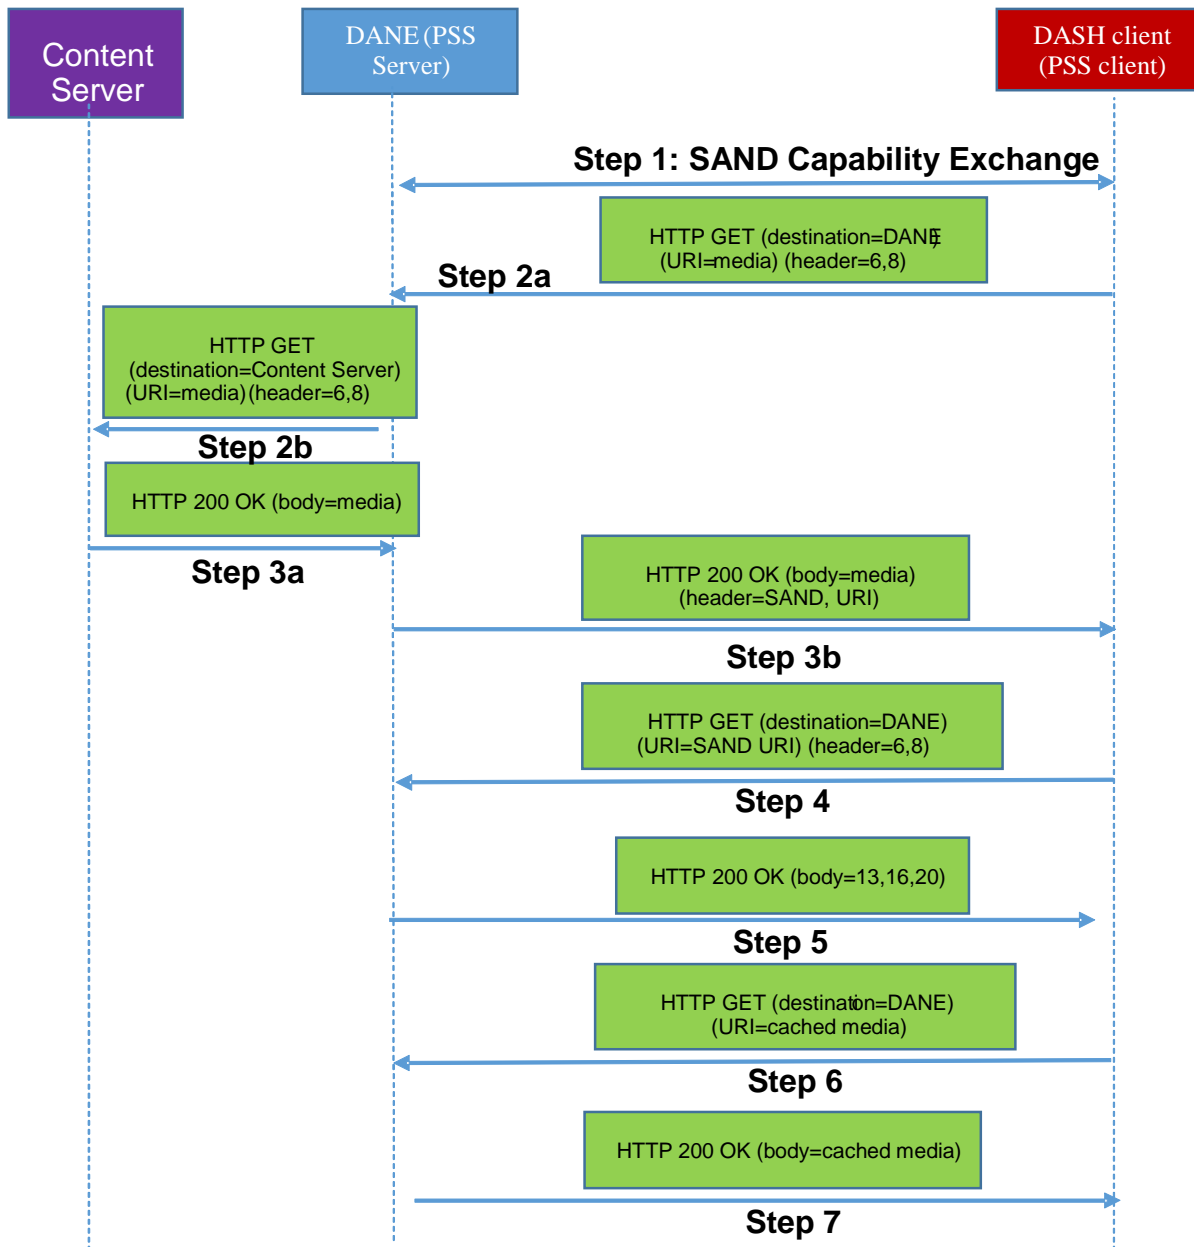 Content
Server
DANE (PSS
Server)
DASH client
(PSS client)
Step 1: SAND Capability Exchange
HTTP GET (destination=DANE)
(URI=media) (header=6,8)
Step 2a
HTTP GET
(destination=Content Server)
(URI=media)(header=6,8)
Step 2b
HTTP 200 OK (body=media)
Step 3a
HTTP 200 OK (body=media)
(header=SAND, URI)
Step 3b
HTTP GET (destination=DANE)
(URI=SAND URI) (header=6,8)
Step 4
HTTP 200 OK (body=13,16,20)
Step 5
HTTP GET (destination=DANE)
(URI=cached media)
Step 6
HTTP 200 OK (body=cached media)
Step 7